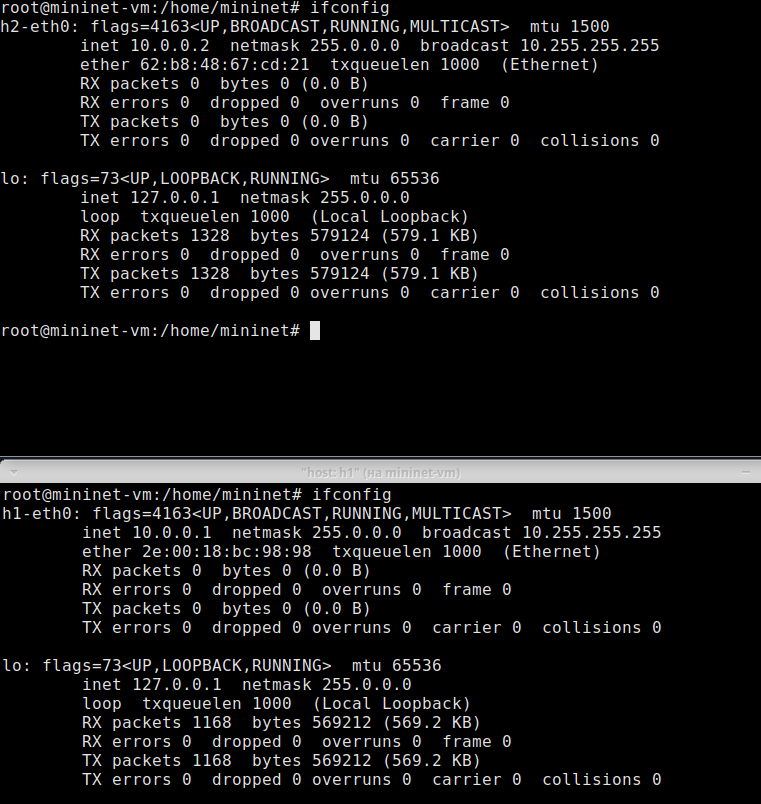 root@mininet-vm:/home/mininet# ifconfig
h2-eth0: flags=4163<UP,BROADCAST,RUNNING,MULTICAST>  mtu 1500
        inet 10.0.0.2  netmask 255.0.0.0  broadcast 10.255.255.255
        ether 62:b8:48:67:cd:21  txqueuelen 1000  (Ethernet)
        RX packets 0  bytes 0 (0.0 B)
        RX errors 0  dropped 0  overruns 0  frame 0
        TX packets 0  bytes 0 (0.0 B)
        TX errors 0  dropped 0 overruns 0  carrier 0  collisions 0

lo: flags=73<UP,LOOPBACK,RUNNING>  mtu 65536
        inet 127.0.0.1  netmask 255.0.0.0
        loop  txqueuelen 1000  (Local Loopback)
        RX packets 1328  bytes 579124 (579.1 KB)
        RX errors 0  dropped 0  overruns 0  frame 0
        TX packets 1328  bytes 579124 (579.1 KB)
        TX errors 0  dropped 0 overruns 0  carrier 0  collisions 0

root@mininet-vm:/home/mininet#
"host: h1" (на mininet-vm)
root@mininet-vm:/home/mininet# ifconfig
h1-eth0: flags=4163<UP,BROADCAST,RUNNING,MULTICAST>  mtu 1500
        inet 10.0.0.1  netmask 255.0.0.0  broadcast 10.255.255.255
        ether 2e:00:18:bc:98:98  txqueuelen 1000  (Ethernet)
        RX packets 0  bytes 0 (0.0 B)
        RX errors 0  dropped 0  overruns 0  frame 0
        TX packets 0  bytes 0 (0.0 B)
        TX errors 0  dropped 0 overruns 0  carrier 0  collisions 0

lo: flags=73<UP,LOOPBACK,RUNNING>  mtu 65536
        inet 127.0.0.1  netmask 255.0.0.0
        loop  txqueuelen 1000  (Local Loopback)
        RX packets 1168  bytes 569212 (569.2 KB)
        RX errors 0  dropped 0  overruns 0  frame 0
        TX packets 1168  bytes 569212 (569.2 KB)
        TX errors 0  dropped 0 overruns 0  carrier 0  collisions 0